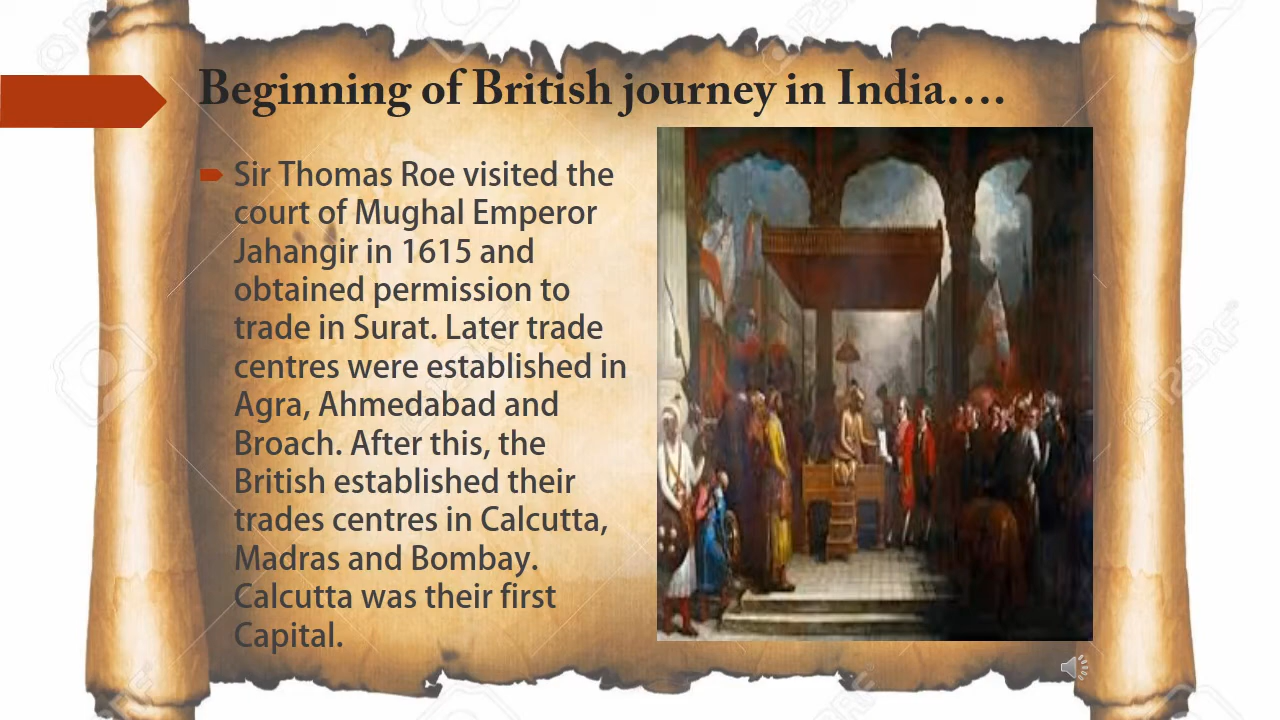 Beginning of British journey in India….
Sir Thomas Roe visited the
court of Mughal Emperor
Jahangir in 1615 and
obtained permission to
trade in Surat. Later trade
centres were established in
Agra, Ahmedabad and
Broach. After this, the
British established their
trades centres in Calcutta,
Madras and Bombay.
Calcutta was their first
Capital.
123RF
123RF